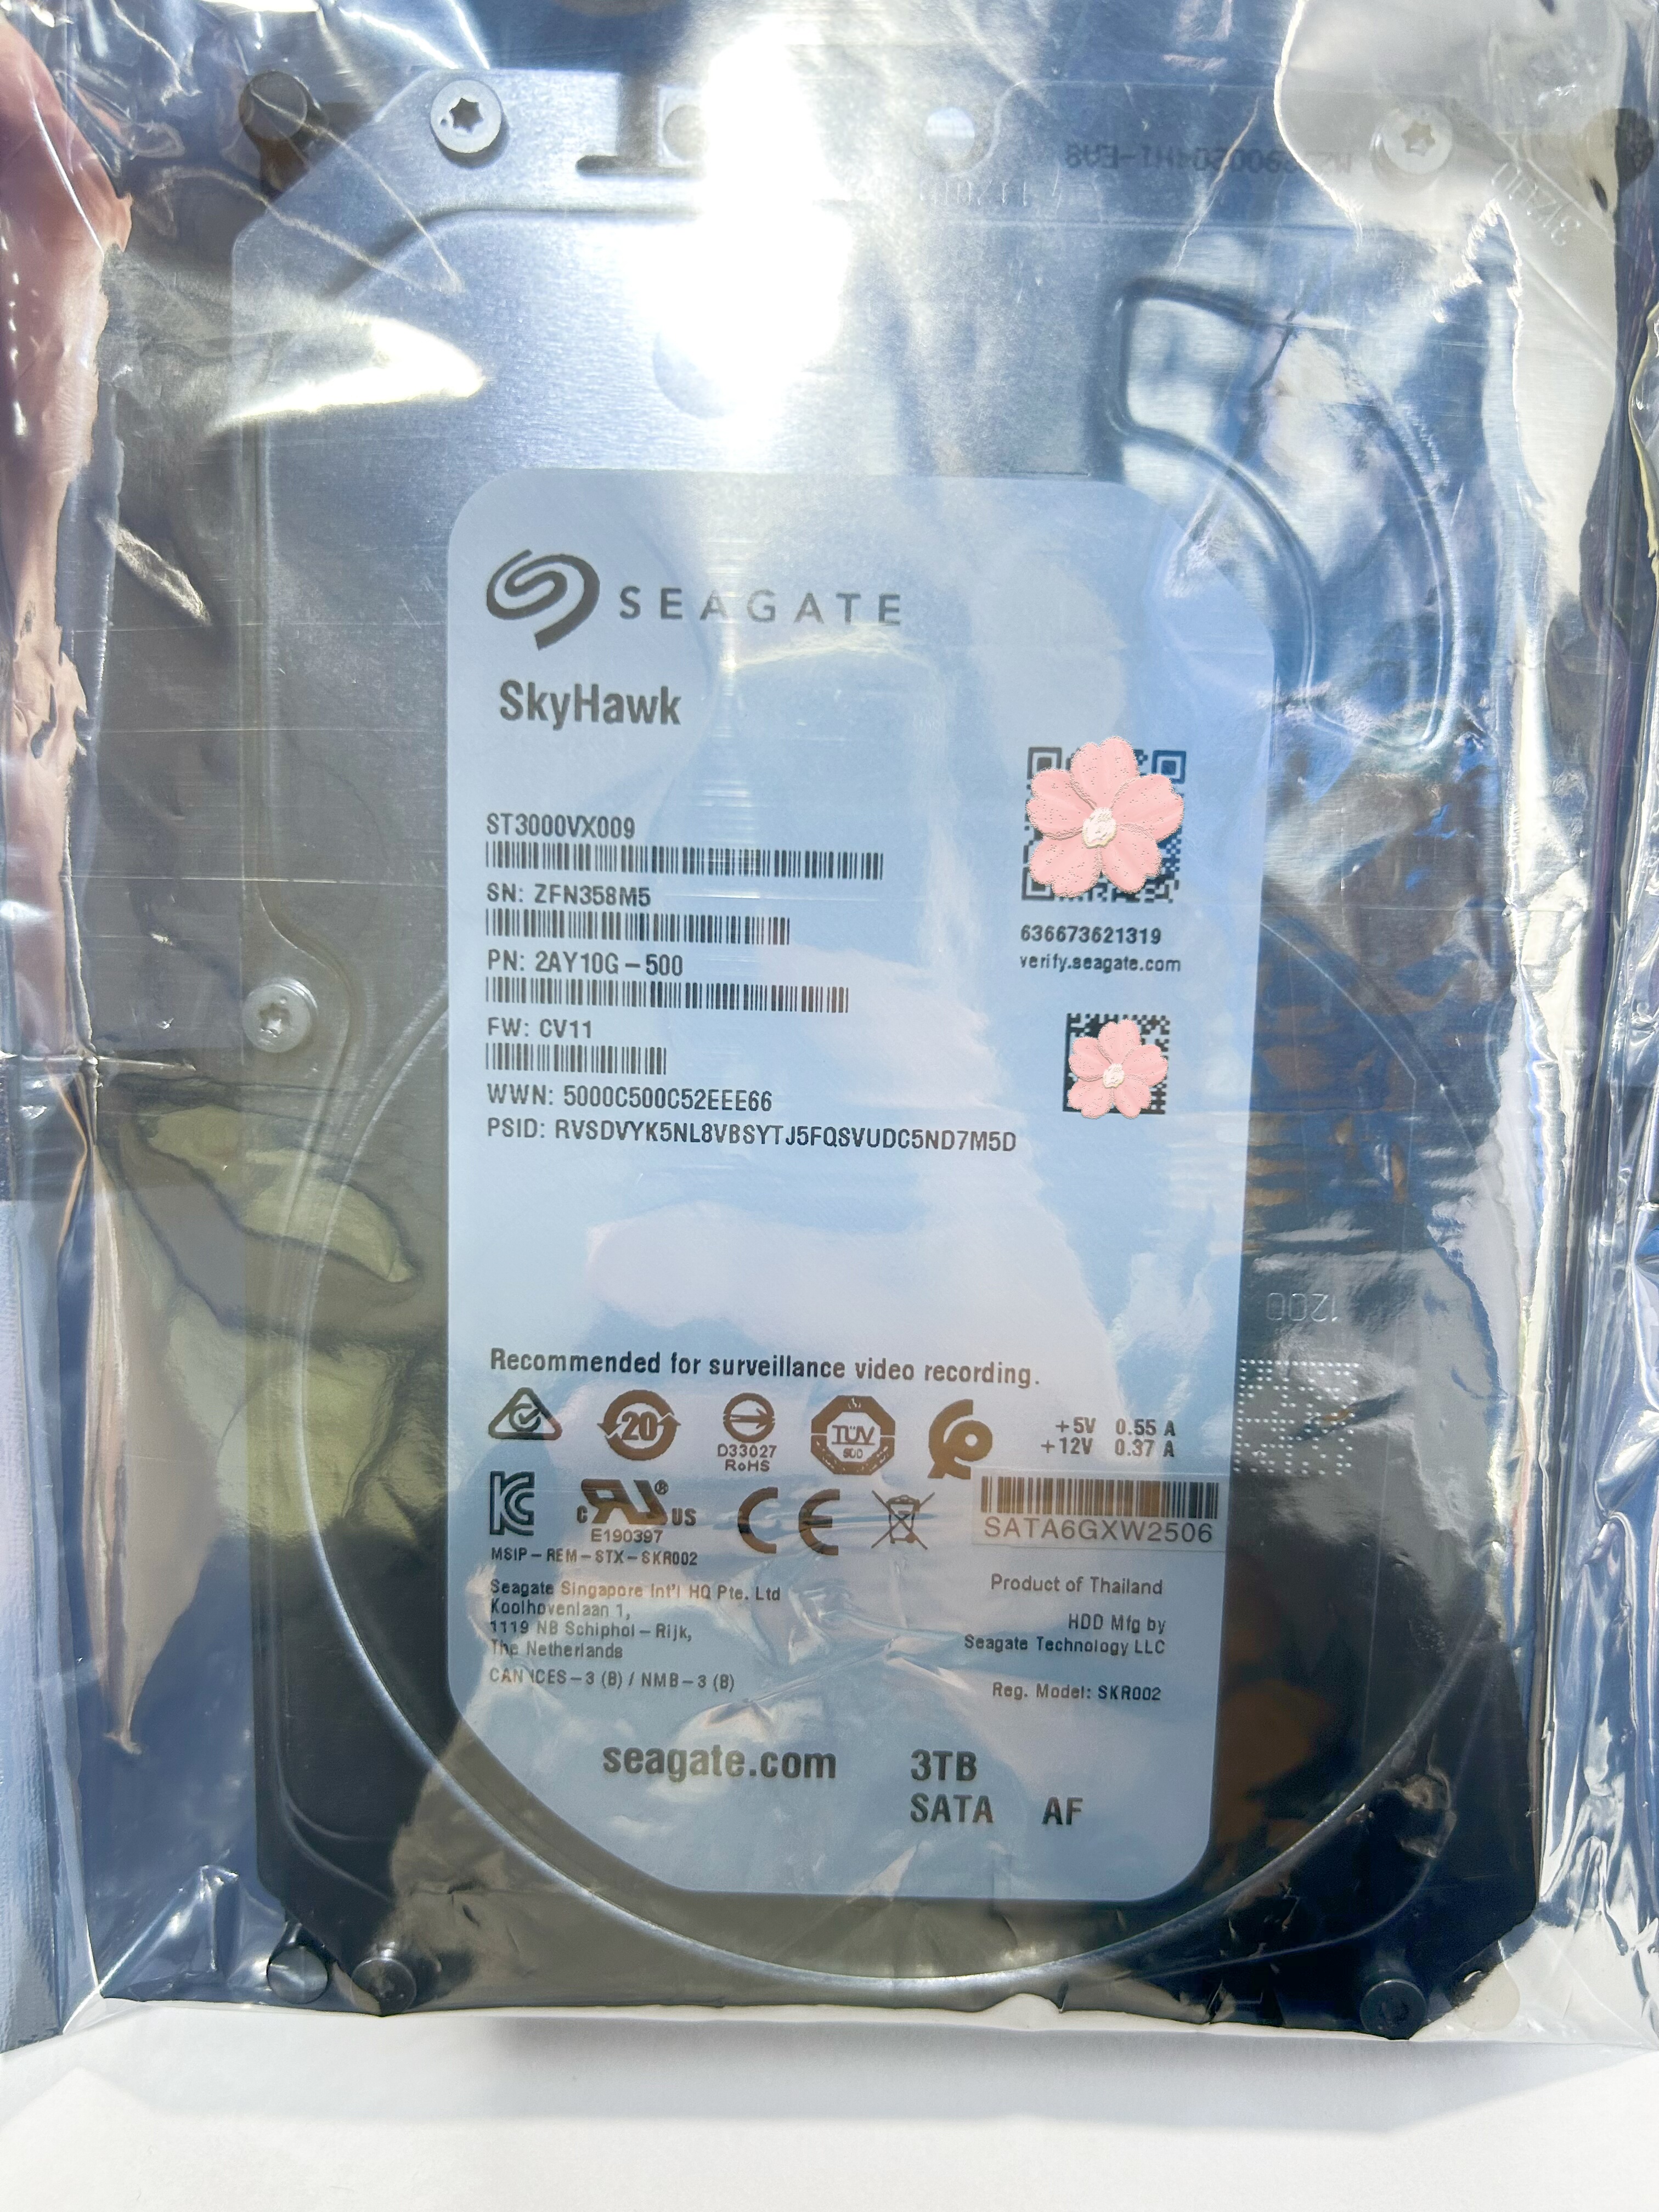 SEAGATE
SkyHawk
ST3000VX009
SN: ZFN358M5
PN: 2AY10G-500
FW: CV11
WWN: 5000C500C52EEE66
PSID: RVSDVYK5NL8VBSYTJ5FQSVUDC5ND7M5D
636673621319
verify.seagate.com
1200
Recommended for surveillance video recording.
20
D33027
RoHS
TÜV
SUD
+5V 0.55 A
+12V 0.37 A
c US ®
E190397
CE
SATA6GXW2506
MSIP-REM-STX-SKR002
Seagate Singapore Int'l HQ Pte. Ltd
Koolhovenlaan 1,
1119 NB Schiphol-Rijk,
The Netherlands
CAN ICES-3 (B) / NMB-3 (B)
Product of Thailand
HDD Mfg by
Seagate Technology LLC
Reg. Model: SKR002
seagate.com
3TB
SATA AF